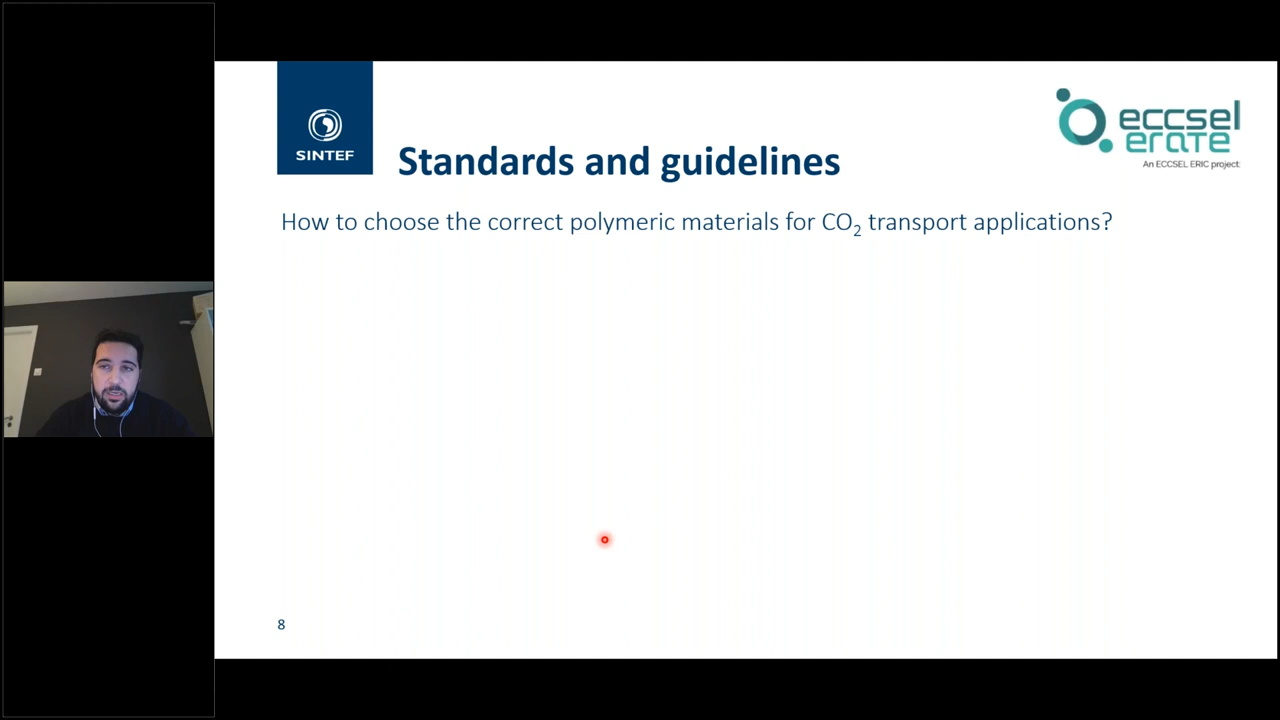 SINTEF
Standards and guidelines
eccsel
erate
An ECCSEL ERIC project
How to choose the correct polymeric materials for CO₂ transport applications?
8